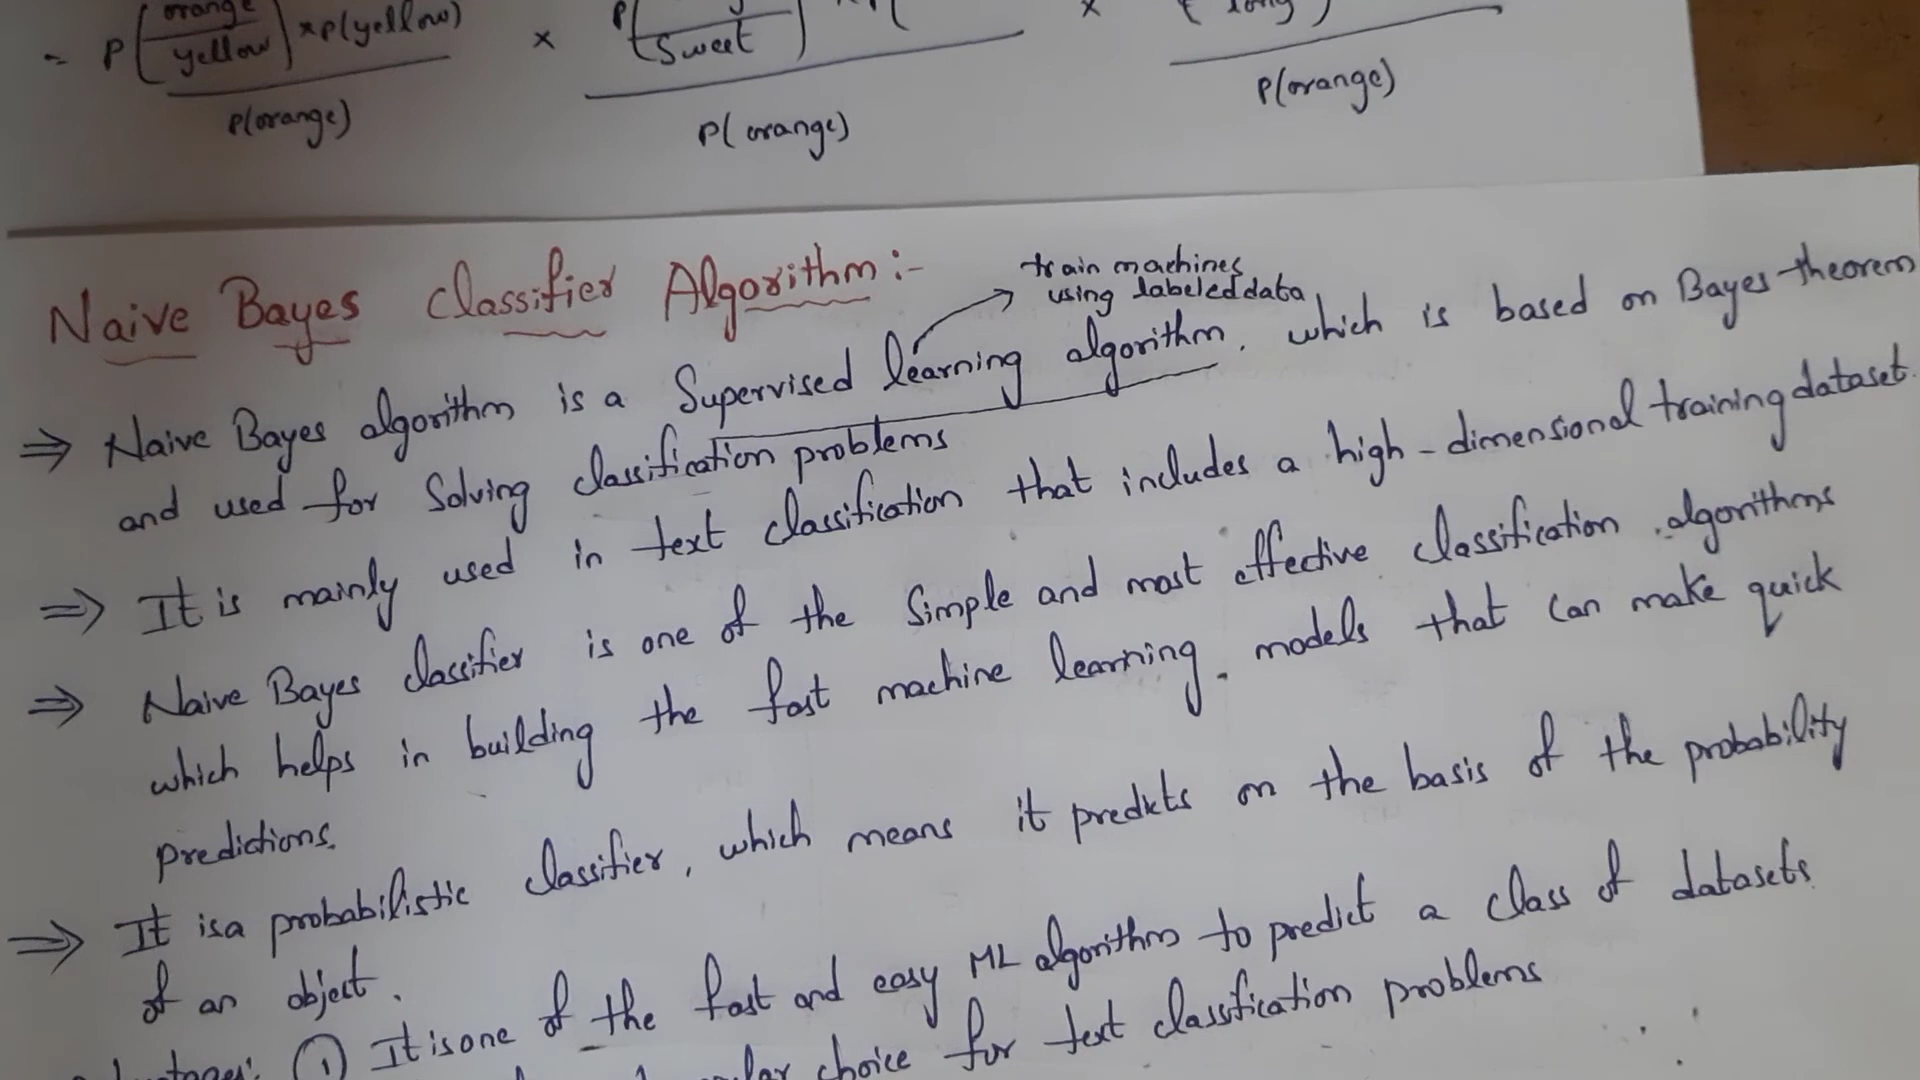 = P(orange/yellow) x P(yellow) x P( /Sweet) x
P(orange) P(orange) P(orange)
Naive Bayes Classifier Algorithm:-
train machines
using labeled data
⇒ Naive Bayes algorithm is a Supervised learning algorithm, which is based on Bayes theorem
and used for Solving classification problems
⇒ It is mainly used in text classification that includes a high-dimensional training dataset.
⇒ Naive Bayes classifier is one of the Simple and most effective classification algorithms
which helps in building the fast machine learning models that can make quick
predictions.
⇒ It is a probabilistic classifier, which means it predicts on the basis of the probability
of an object.
① It is one of the fast and easy ML algorithm to predict a class of datasets
choice for text classification problems